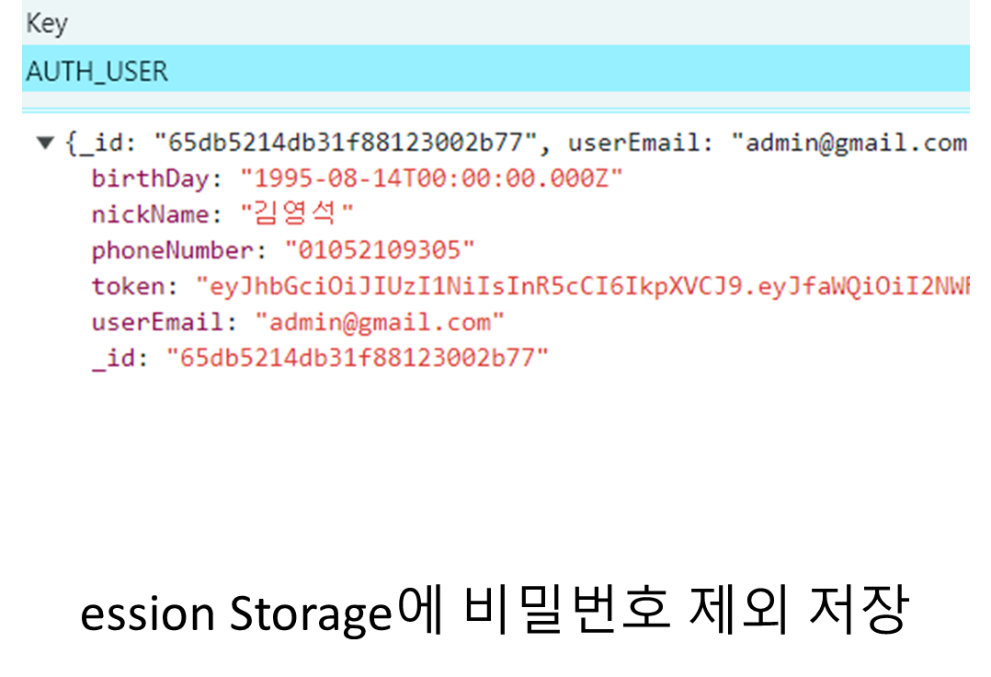 Key
AUTH_USER
▼ {_id: "65db5214db31f88123002b77", userEmail: "admin@gmail.com
birthDay: "1995-08-14T00:00:00.000Z"
nickName: "김영석"
phoneNumber: "01052109305"
token: "eyJhbGciOiJIUzI1NiIsInR5cCI6IkpXVCJ9.eyJfaWQiOiI2NWR
userEmail: "admin@gmail.com"
_id: "65db5214db31f88123002b77"
ession Storage에 비밀번호 제외 저장